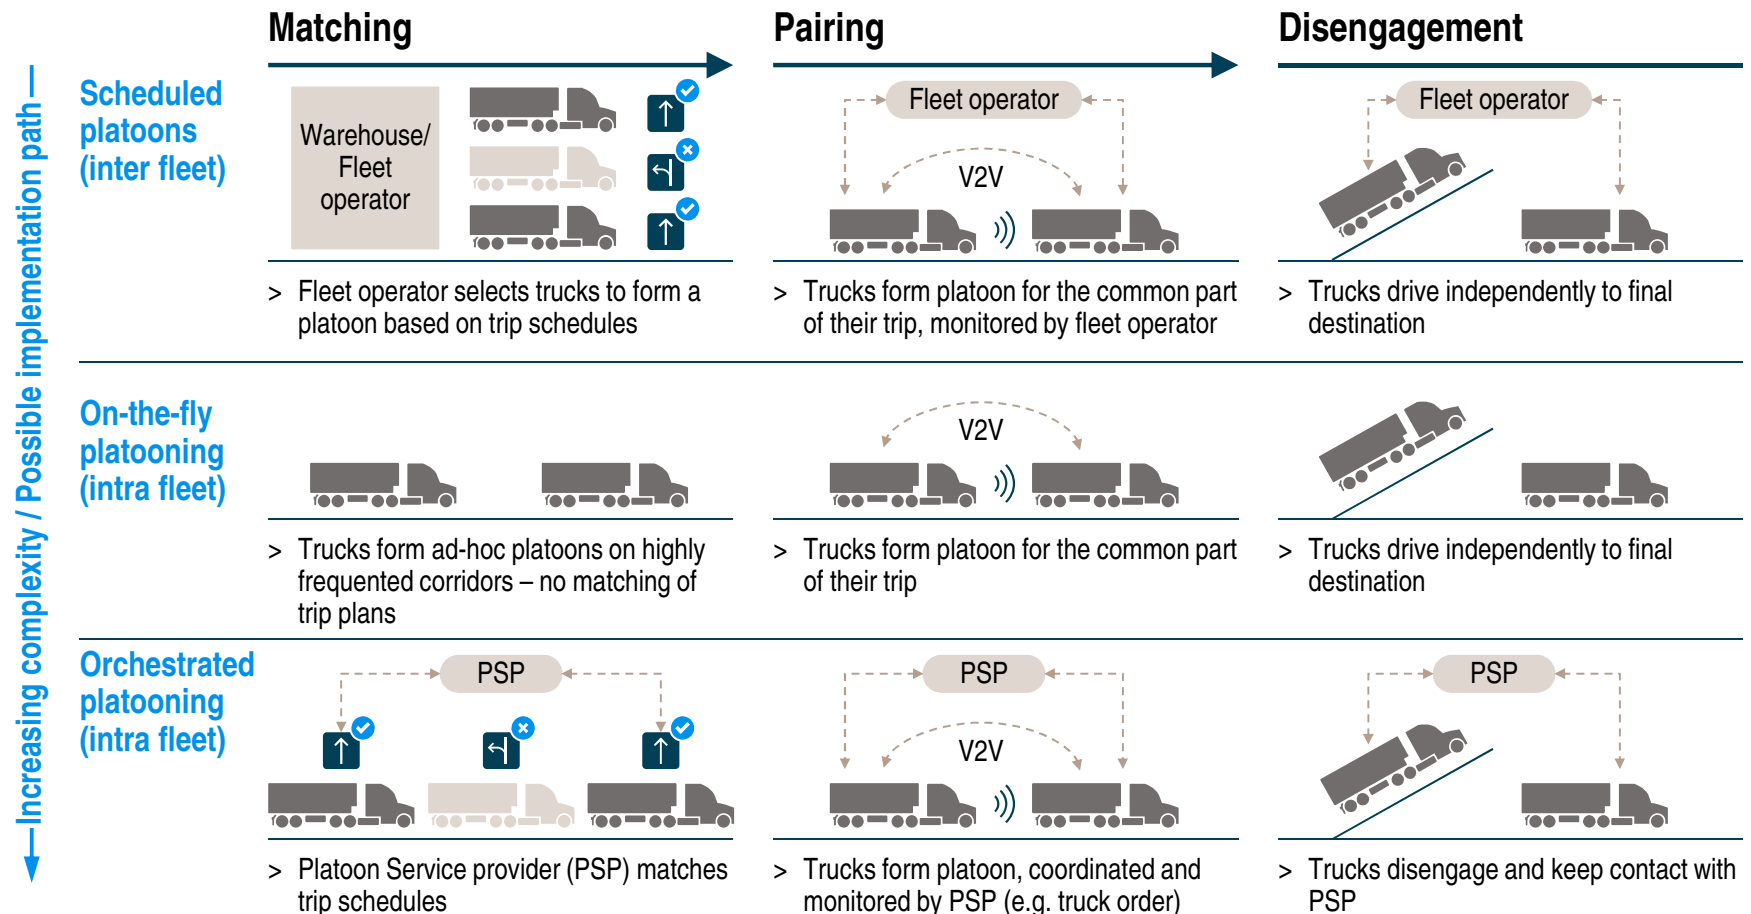 Matching
Pairing
Disengagement
Increasing complexity / Possible implementation path
Scheduled
platoons
(inter fleet)
Warehouse/
Fleet
operator
Fleet operator
V2V
Fleet operator
> Fleet operator selects trucks to form a
platoon based on trip schedules
> Trucks form platoon for the common part
of their trip, monitored by fleet operator
> Trucks drive independently to final
destination
On-the-fly
platooning
(intra fleet)
V2V
> Trucks form ad-hoc platoons on highly
frequented corridors – no matching of
trip plans
> Trucks form platoon for the common part
of their trip
> Trucks drive independently to final
destination
Orchestrated
platooning
(intra fleet)
PSP
PSP
V2V
PSP
> Platoon Service provider (PSP) matches
trip schedules
> Trucks form platoon, coordinated and
monitored by PSP (e.g. truck order)
> Trucks disengage and keep contact with
PSP